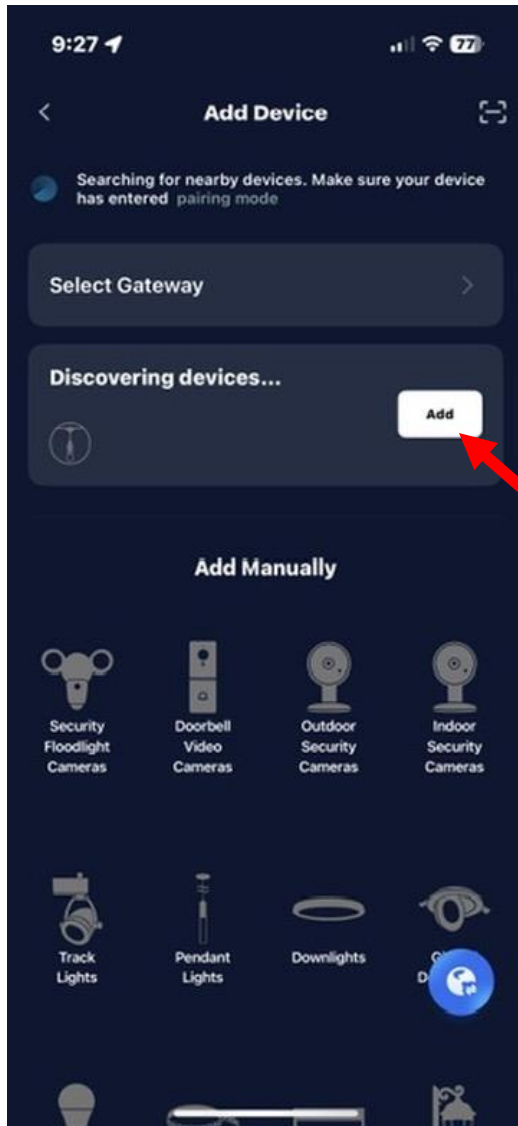 9:27
77
Add Device
Searching for nearby devices. Make sure your device
has entered pairing mode
Select Gateway
Discovering devices...
Add
Add Manually
Security
Floodlight
Cameras
Doorbell
Video
Cameras
Outdoor
Security
Cameras
Indoor
Security
Cameras
Track
Lights
Pendant
Lights
Downlights